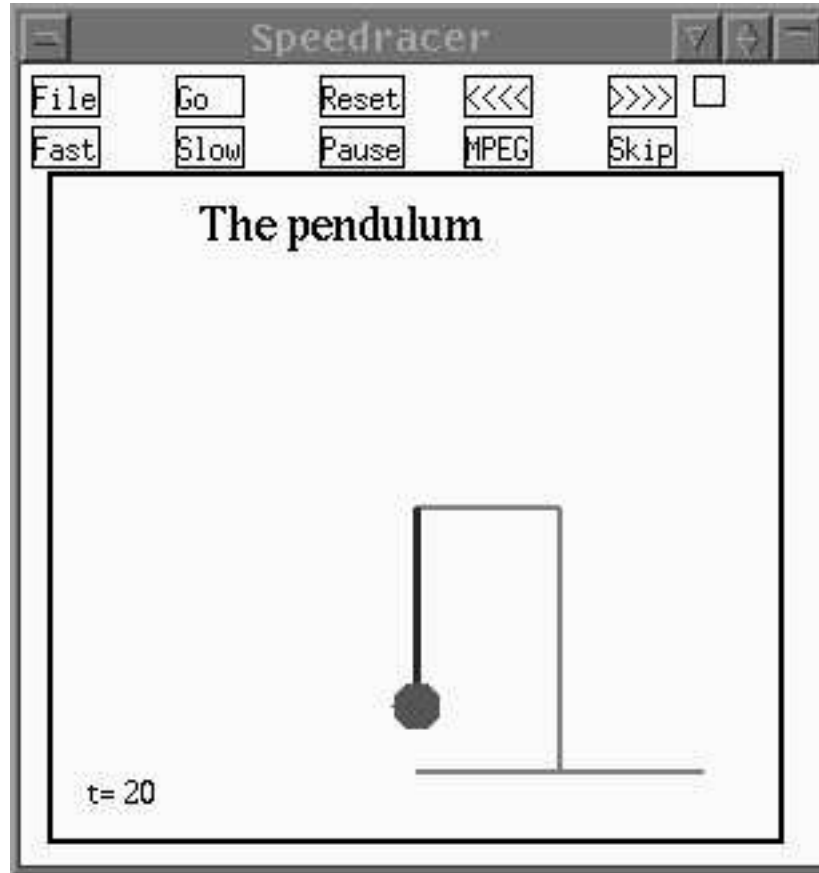 Speedracer
File Go Reset <<<< >>>>
Fast Slow Pause MPEG Skip
The pendulum
t= 20